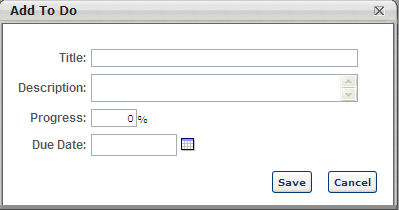 Add To Do
Title:
Description:
Progress: 0 %
Due Date:
Save Cancel